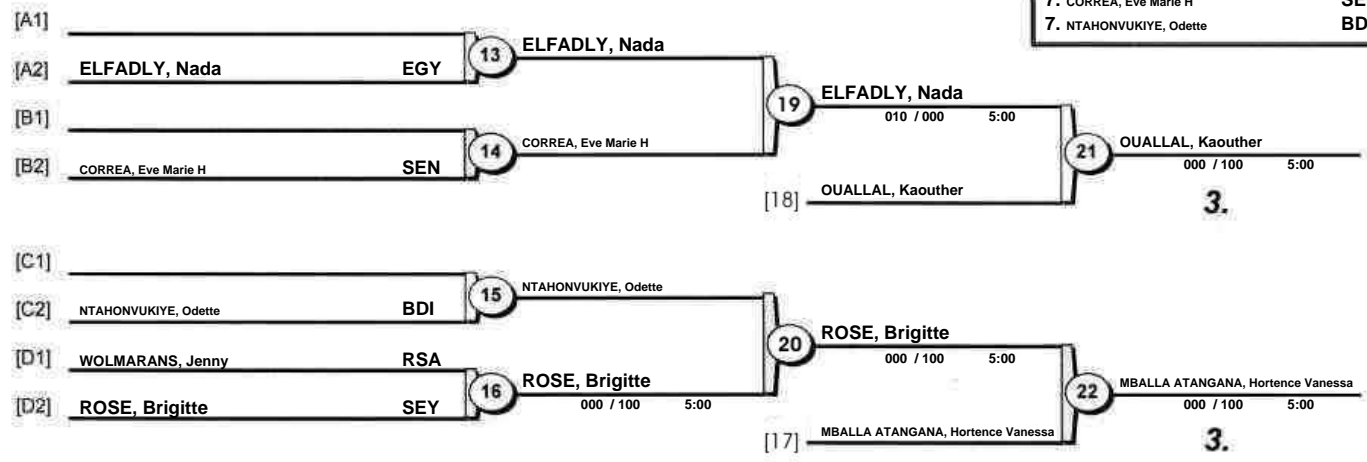 7. CORREA, Eve Marie H
7. NTAHONVUKIYE, Odette BDI
[A1]
13 ELFADLY, Nada
[A2] ELFADLY, Nada EGY
19 ELFADLY, Nada
010 / 000 5:00
[B1]
14 CORREA, Eve Marie H
[B2] CORREA, Eve Marie H SEN
21 OUALLAL, Kaouther
000 / 100 5:00
[18] OUALLAL, Kaouther
3.
[C1]
15 NTAHONVUKIYE, Odette
[C2] NTAHONVUKIYE, Odette BDI
20 ROSE, Brigitte
000 / 100 5:00
[D1] WOLMARANS, Jenny RSA
16 ROSE, Brigitte
000 / 100 5:00
[D2] ROSE, Brigitte SEY
22 MBALLA ATANGANA, Hortence Vanessa
000 / 100 5:00
[17] MBALLA ATANGANA, Hortence Vanessa
3.